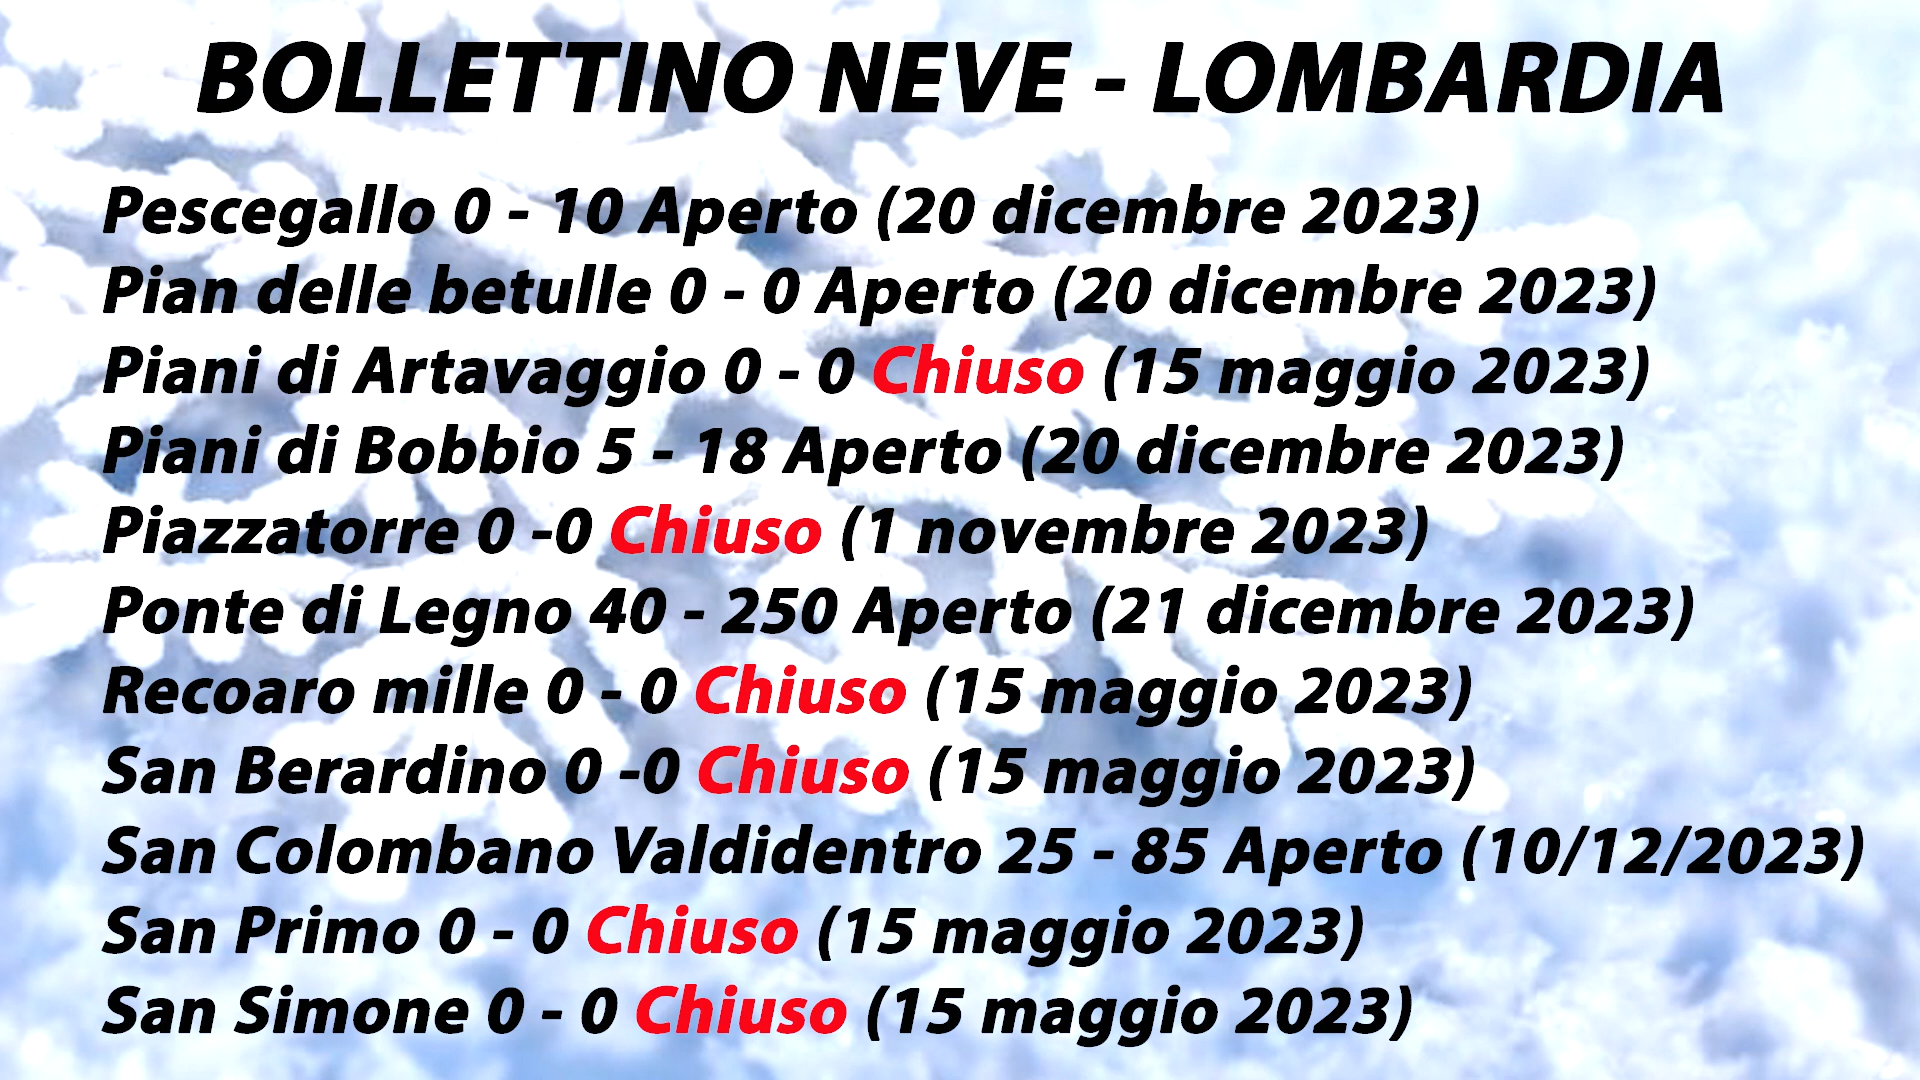 BOLLETTINO NEVE - LOMBARDIA
Pescegallo 0 - 10 Aperto (20 dicembre 2023)
Pian delle betulle 0 - 0 Aperto (20 dicembre 2023)
Piani di Artavaggio 0 - 0 Chiuso (15 maggio 2023)
Piani di Bobbio 5 - 18 Aperto (20 dicembre 2023)
Piazzatorre 0 -0 Chiuso (1 novembre 2023)
Ponte di Legno 40 - 250 Aperto (21 dicembre 2023)
Recoaro mille 0 - 0 Chiuso (15 maggio 2023)
San Berardino 0 -0 Chiuso (15 maggio 2023)
San Colombano Valdidentro 25 - 85 Aperto (10/12/2023)
San Primo 0 - 0 Chiuso (15 maggio 2023)
San Simone 0 - 0 Chiuso (15 maggio 2023)